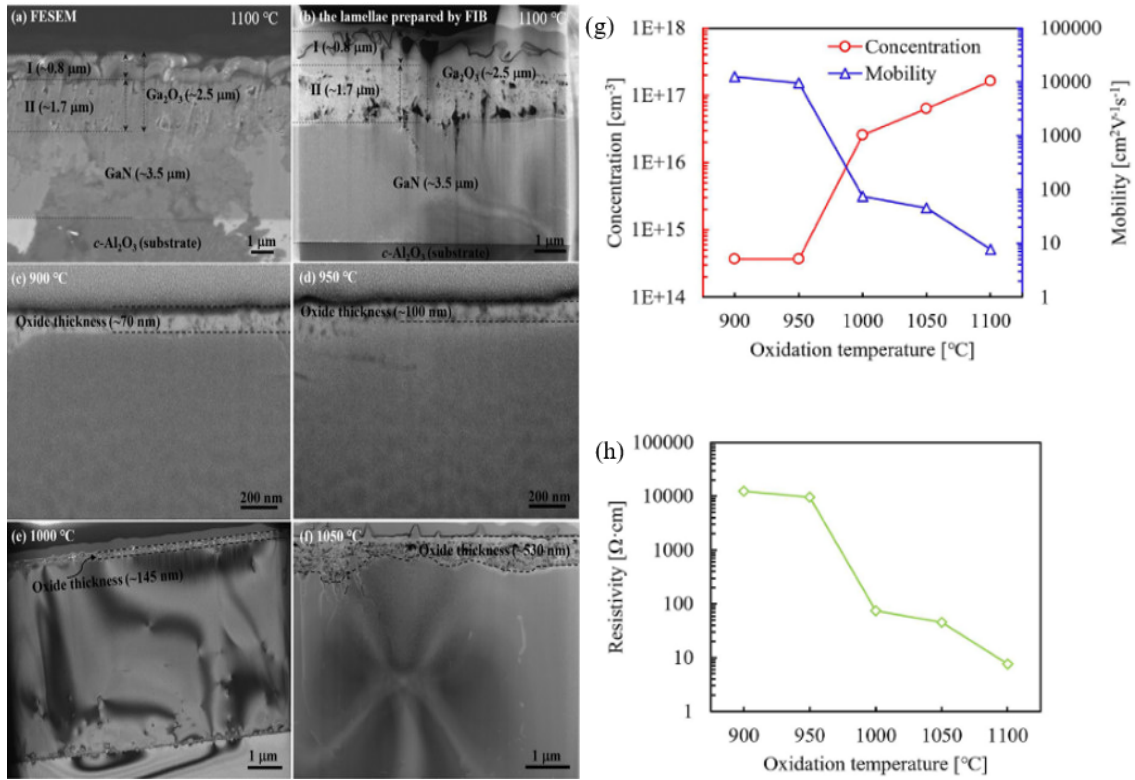 (a) FESEM 1100 °C
I (~0.8 μm)
Ga₂O₃(~2.5 μm)
II (~1.7 μm)
GaN (~3.5 μm)
c-Al₂O₃ (substrate)
1 μm
(b) the lamellae prepared by FIB 1100 °C
I (~0.8 μm)
Ga₂O₃(~2.5 μm)
II (~1.7 μm)
GaN (~3.5 μm)
c-Al₂O₃ (substrate)
1 μm
(c) 900 °C
Oxide thickness (~70 nm)
200 nm
(d) 950 °C
Oxide thickness (~100 nm)
200 nm
(e) 1000 °C
Oxide thickness (~145 nm)
1 μm
(f) 1050 °C
Oxide thickness (~530 nm)
1 μm
(g)
Concentration
Mobility
Concentration [cm⁻³]
1E+18
1E+17
1E+16
1E+15
1E+14
Mobility [cm²V⁻¹s⁻¹]
100000
10000
1000
100
10
1
900 950 1000 1050 1100
Oxidation temperature [°C]
(h)
Resistivity [Ω·cm]
100000
10000
1000
100
10
1
900 950 1000 1050 1100
Oxidation temperature [°C]